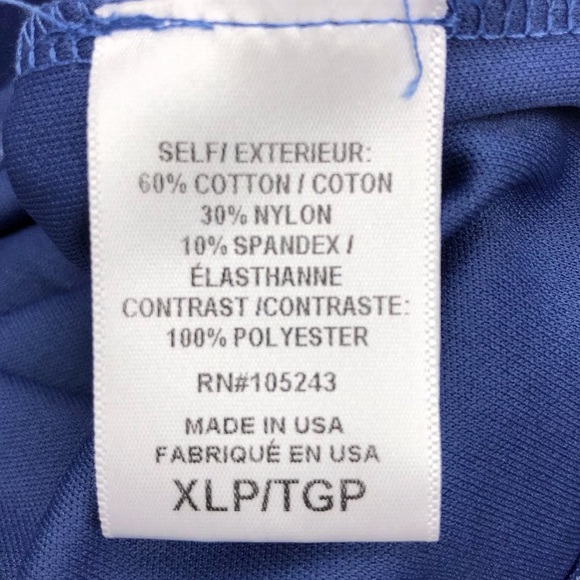 SELF/ EXTERIEUR:
60% COTTON / COTON
30% NYLON
10% SPANDEX /
ÉLASTHANNE
CONTRAST /CONTRASTE:
100% POLYESTER
RN#105243
MADE IN USA
FABRIQUÉ EN USA
XLP/TGP